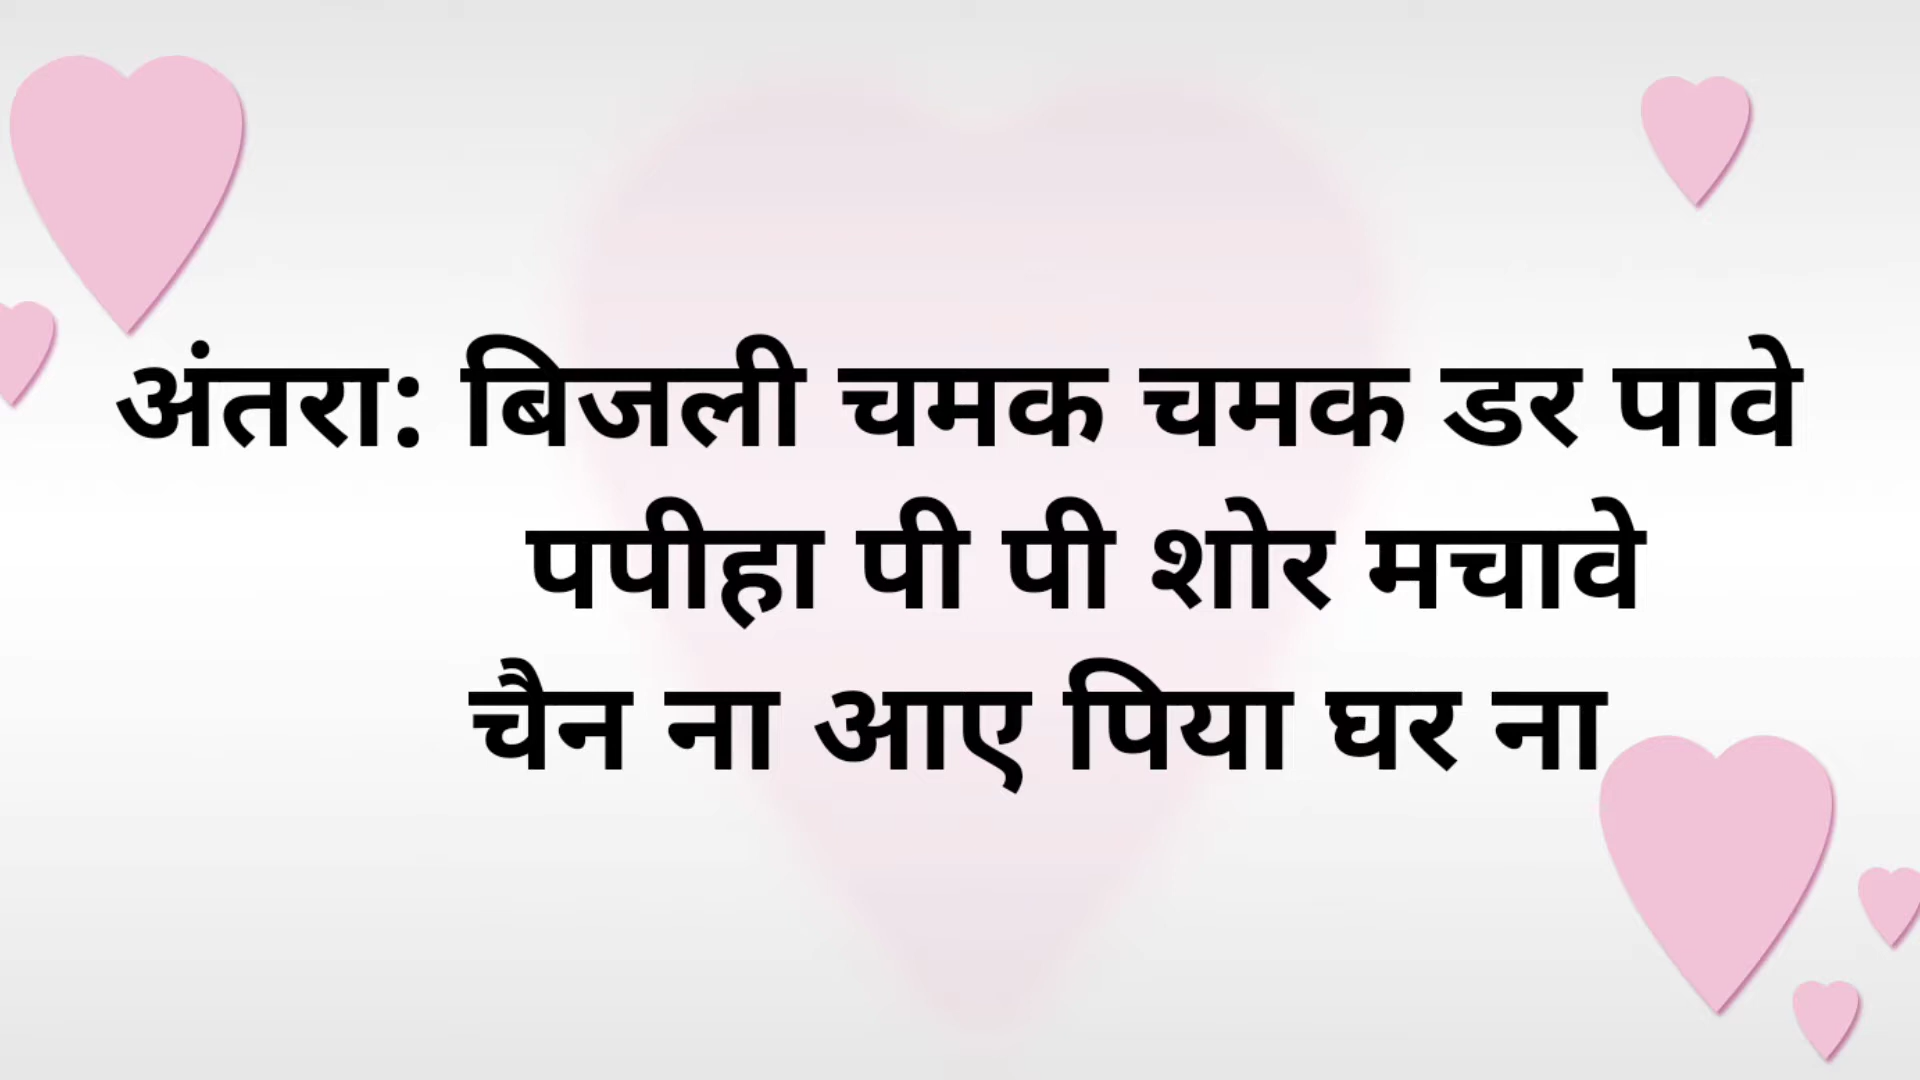 अंतरा: बिजली चमक चमक डर पावे
पपीहा पी पी शोर मचावे
चैन ना आए पिया घर ना